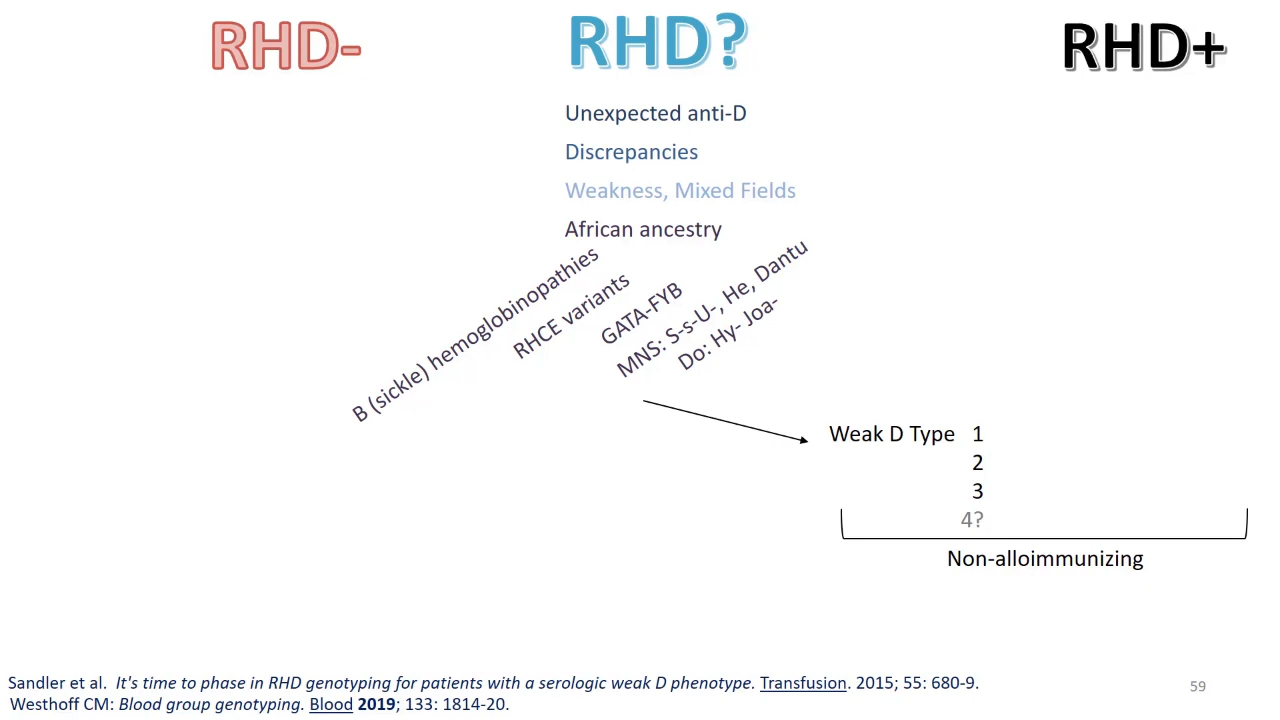 RHD-
RHD?
RHD+
Unexpected anti-D
Discrepancies
Weakness, Mixed Fields
African ancestry
B (sickle) hemoglobinopathies
RHCE variants
GATA-FYB
MNS: S-s-U-, He, Dantu
Do: Hy- Joa-
Weak D Type 1
2
3
4?
Non-alloimmunizing
Sandler et al. It's time to phase in RHD genotyping for patients with a serologic weak D phenotype. Transfusion. 2015; 55: 680-9.
Westhoff CM: Blood group genotyping. Blood 2019; 133: 1814-20.
59